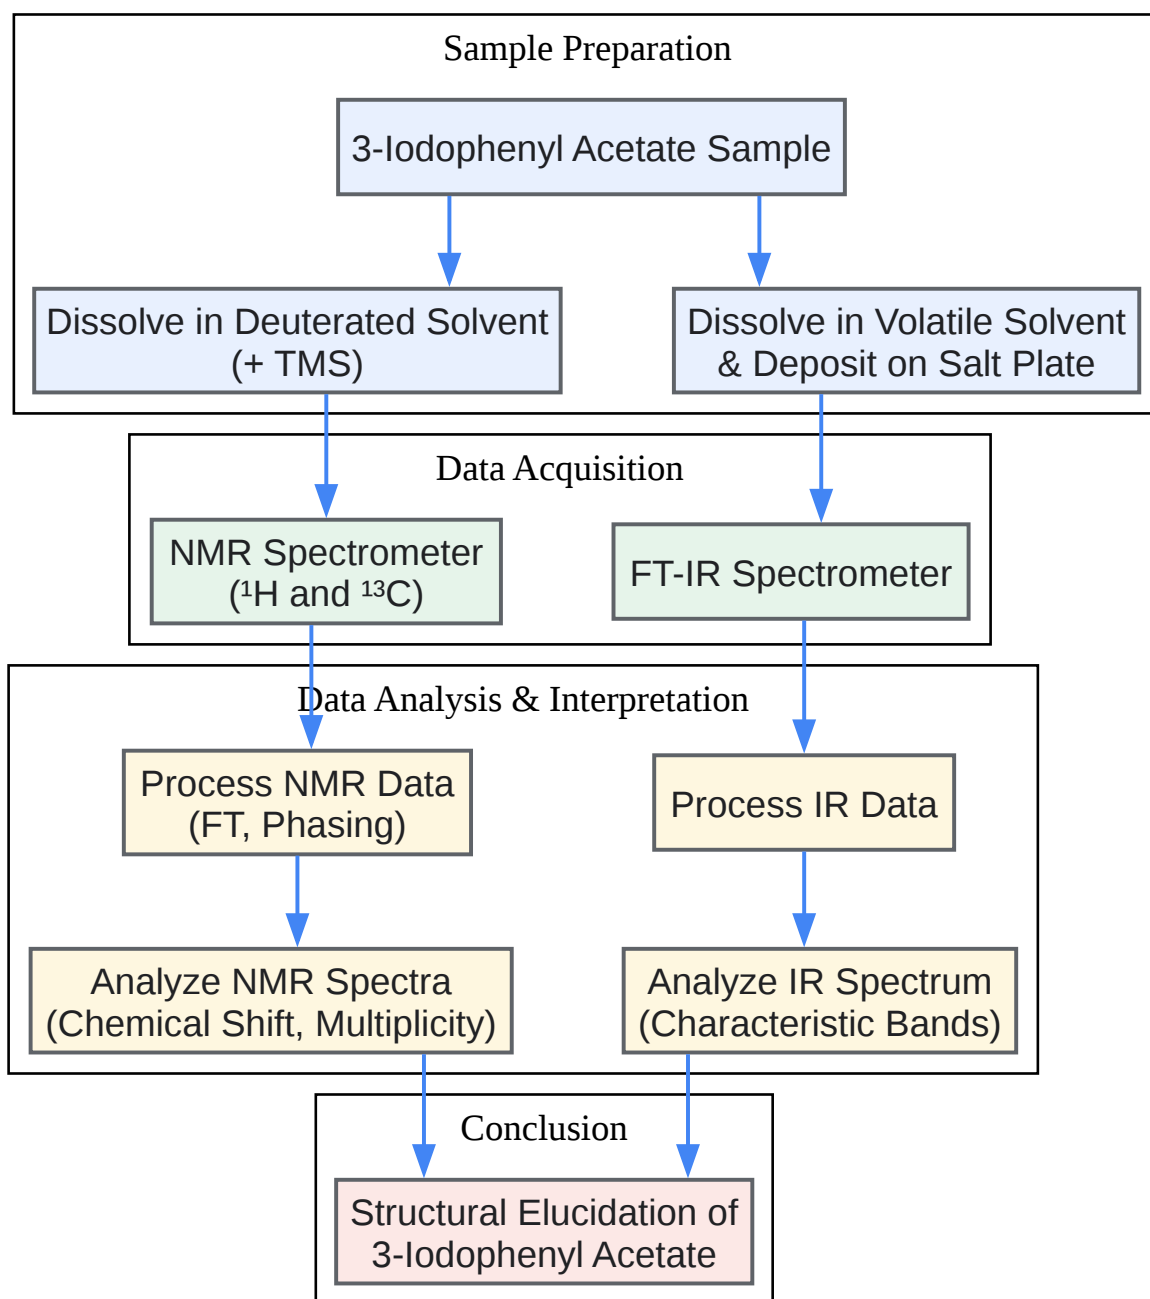 Sample Preparation
3-Iodophenyl Acetate Sample
Dissolve in Deuterated Solvent
(+ TMS)
Dissolve in Volatile Solvent
& Deposit on Salt Plate
Data Acquisition
NMR Spectrometer
(¹H and ¹³C)
FT-IR Spectrometer
Data Analysis & Interpretation
Process NMR Data
(FT, Phasing)
Process IR Data
Analyze NMR Spectra
(Chemical Shift, Multiplicity)
Analyze IR Spectrum
(Characteristic Bands)
Conclusion
Structural Elucidation of
3-Iodophenyl Acetate